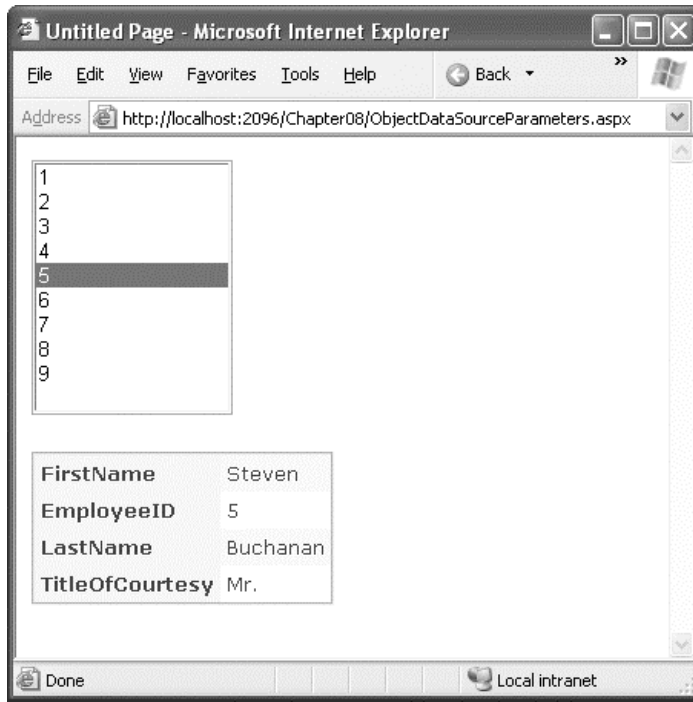 Untitled Page - Microsoft Internet Explorer
File Edit View Favorites Tools Help Back »
Address http://localhost:2096/Chapter08/ObjectDataSourceParameters.aspx
1
2
3
4
5
6
7
8
9
FirstName Steven
EmployeeID 5
LastName Buchanan
TitleOfCourtesy Mr.
Done Local intranet